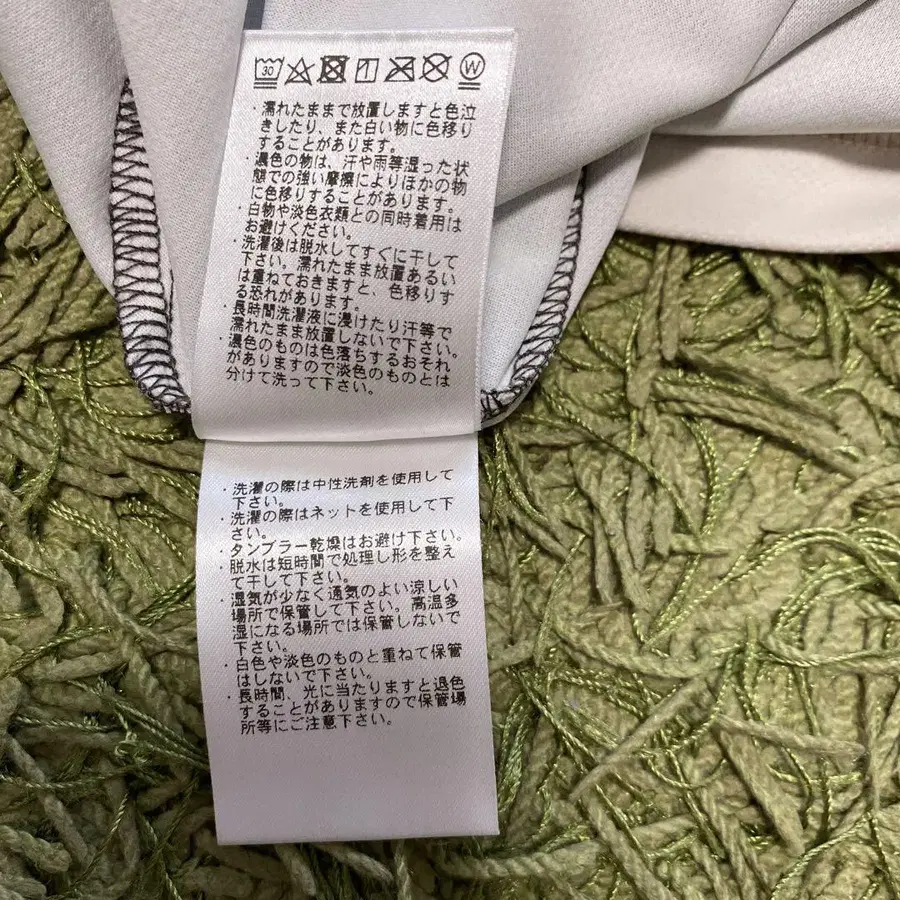 30 W
・濡れたままで放置しますと色泣
きしたり、また白い物に色移り
することがあります。
・濃色の物は、汗や雨等湿った状
態での強い摩擦によりほかの物
に色移りすることがあります。
・白物や淡色衣類との同時着用は
お避けください。
・洗濯後は脱水してすぐに干して
下さい。濡れたまま放置あるい
は重ねておきますと、色移りす
る恐れがあります。
・長時間洗濯液に浸けたり汗等で
濡れたまま放置しないで下さい。
・濃色のものは色落ちするおそれ
がありますので淡色のものとは
分けて洗って下さい。
・洗濯の際は中性洗剤を使用して
下さい。
・洗濯の際はネットを使用して下
さい。
・タンブラー乾燥はお避け下さい。
・脱水は短時間で処理し形を整え
て干して下さい。
・湿気が少なく通気のよい涼しい
場所で保管して下さい。高温多
湿になる場所では保管しないで
下さい。
・白色や淡色のものと重ねて保管
はしないで下さい。
・長時間、光に当たりますと退色
することがありますので保管場
所等にご注意下さい。